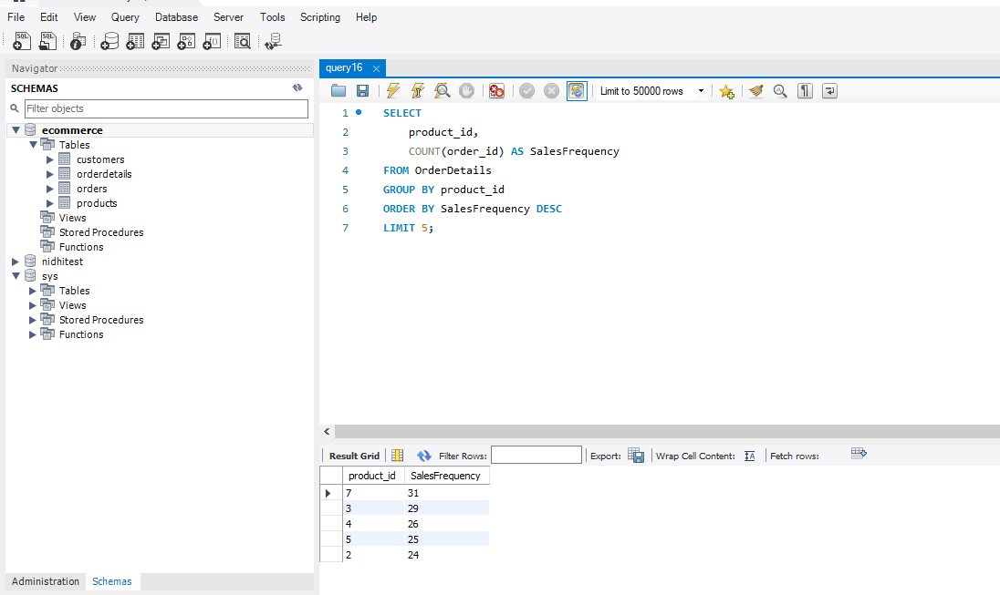 File Edit View Query Database Server Tools Scripting Help
SQL SQL
Navigator
SCHEMAS
Filter objects
ecommerce
Tables
customers
orderdetails
orders
products
Views
Stored Procedures
Functions
nidhitest
sys
Tables
Views
Stored Procedures
Functions
Administration Schemas
query16
Limit to 50000 rows
1 SELECT
2 product_id,
3 COUNT(order_id) AS SalesFrequency
4 FROM OrderDetails
5 GROUP BY product_id
6 ORDER BY SalesFrequency DESC
7 LIMIT 5;
Result Grid Filter Rows: Export: Wrap Cell Content: Fetch rows:
product_id SalesFrequency
7 31
3 29
4 26
5 25
2 24